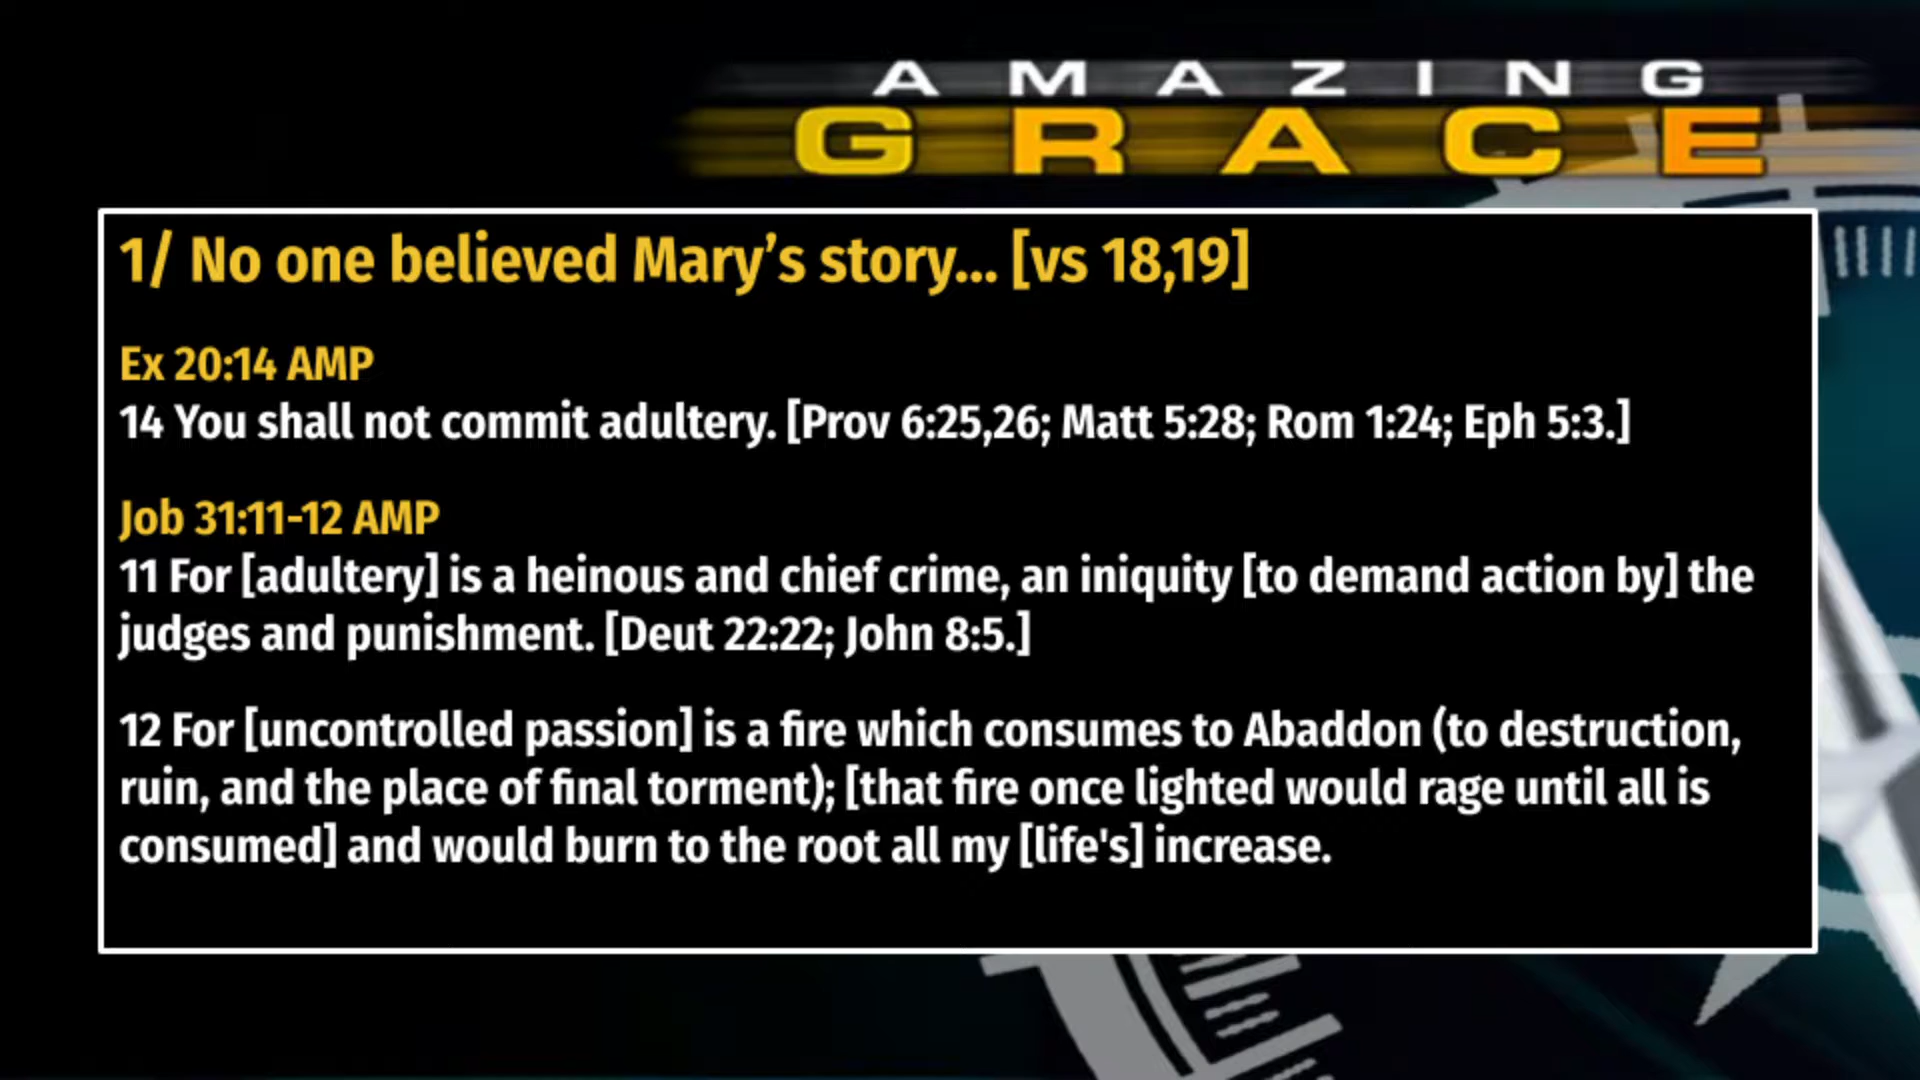 AMAZING
GRACE
1/ No one believed Mary’s story... [vs 18,19]
Ex 20:14 AMP
14 You shall not commit adultery. [Prov 6:25,26; Matt 5:28; Rom 1:24; Eph 5:3.]
Job 31:11-12 AMP
11 For [adultery] is a heinous and chief crime, an iniquity [to demand action by] the
judges and punishment. [Deut 22:22; John 8:5.]
12 For [uncontrolled passion] is a fire which consumes to Abaddon (to destruction,
ruin, and the place of final torment); [that fire once lighted would rage until all is
consumed] and would burn to the root all my [life's] increase.